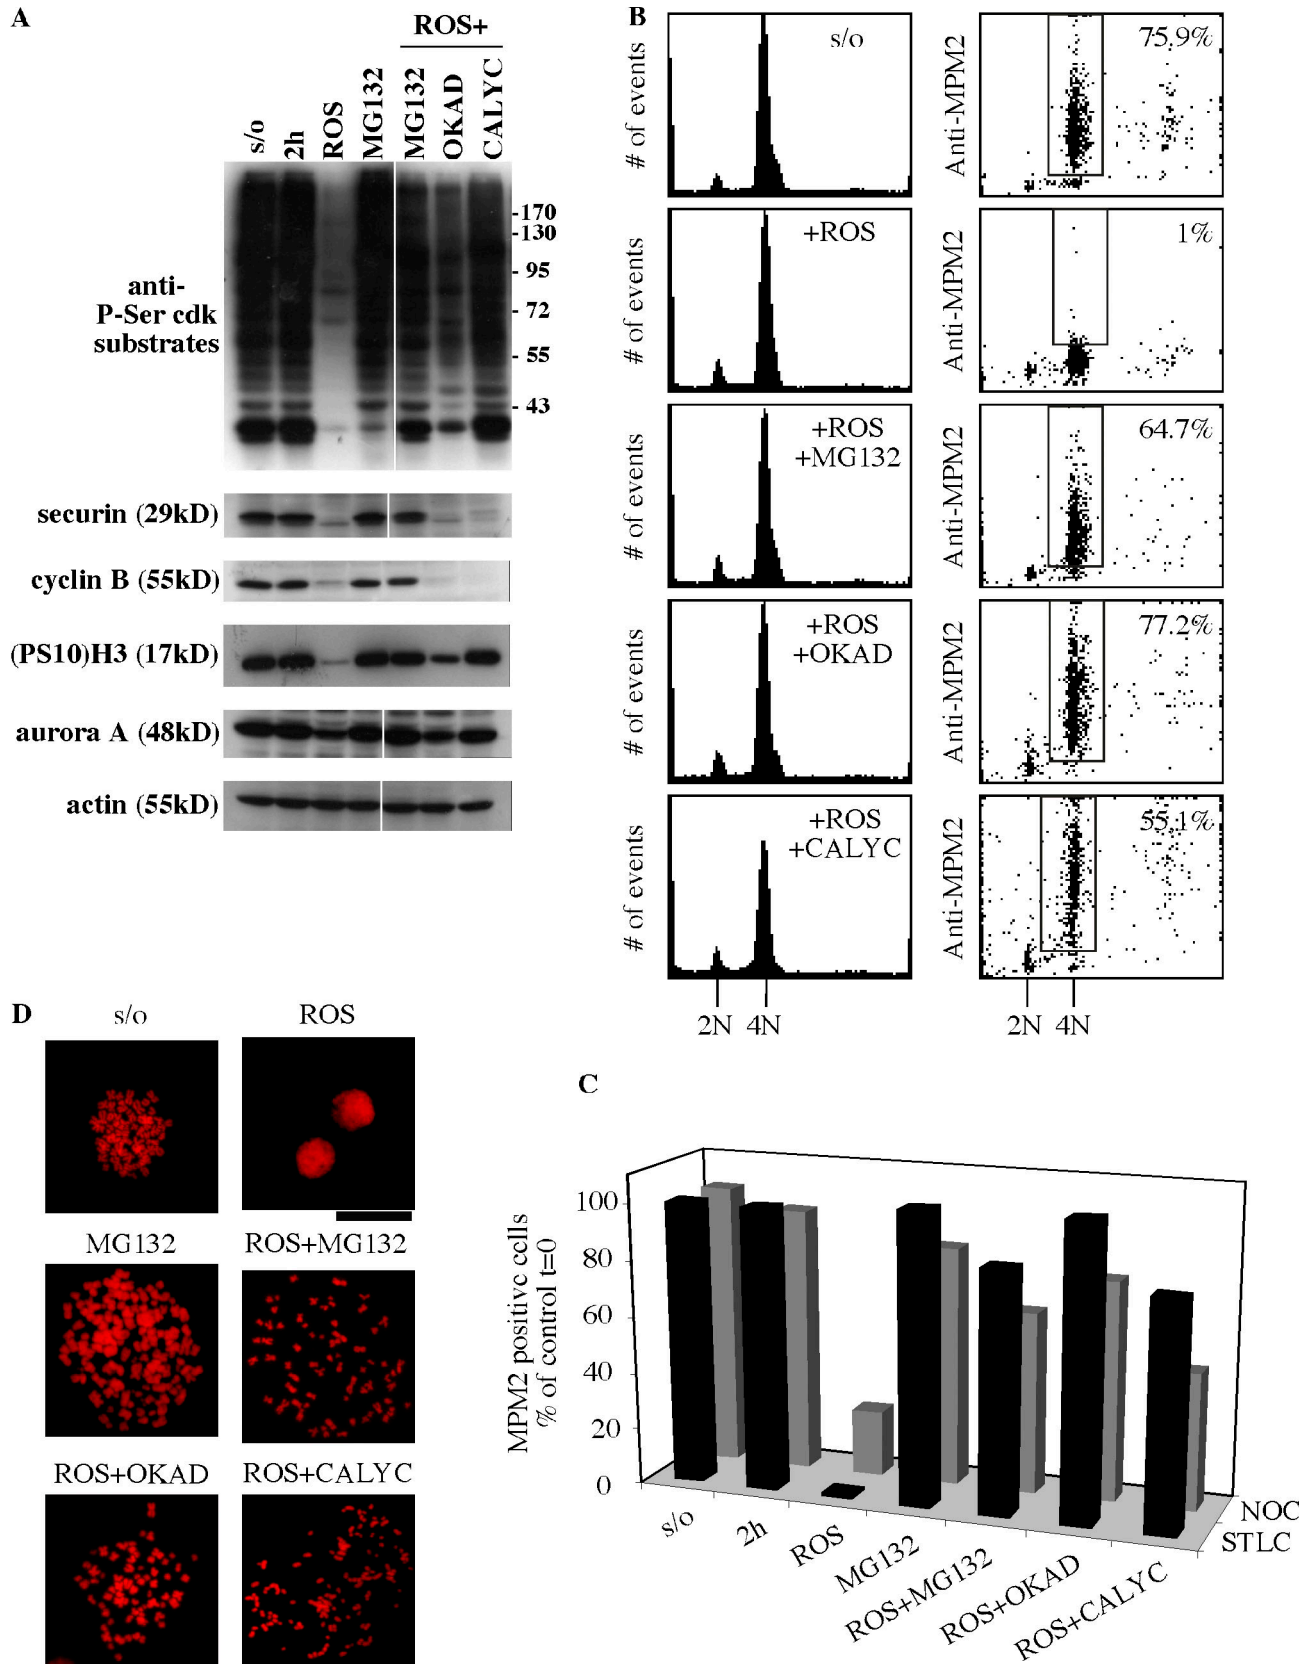 A
ROS+
s/o
2h
ROS
MG132
MG132
OKAD
CALYC
anti-
P-Ser cdk
substrates
-170
-130
95
-72
55
-43
securin (29kD)
cyclin B (55kD)
(PS10)H3 (17kD)
aurora A (48kD)
actin (55kD)
B
# of events
s/o
Anti-MPM2
75.9%
# of events
+ROS
Anti-MPM2
1%
# of events
+ROS
+MG132
Anti-MPM2
64.7%
# of events
+ROS
+OKAD
Anti-MPM2
77.2%
# of events
+ROS
+CALYC
Anti-MPM2
55.1%
2N 4N
2N 4N
D
s/o
ROS
MG132
ROS+MG132
ROS+OKAD
ROS+CALYC
C
MPM2 positive cells
% of control t=0
100
80
60
40
20
0
s/o
2h
ROS
MG132
ROS+MG132
ROS+OKAD
ROS+CALYC
NOC
STLC